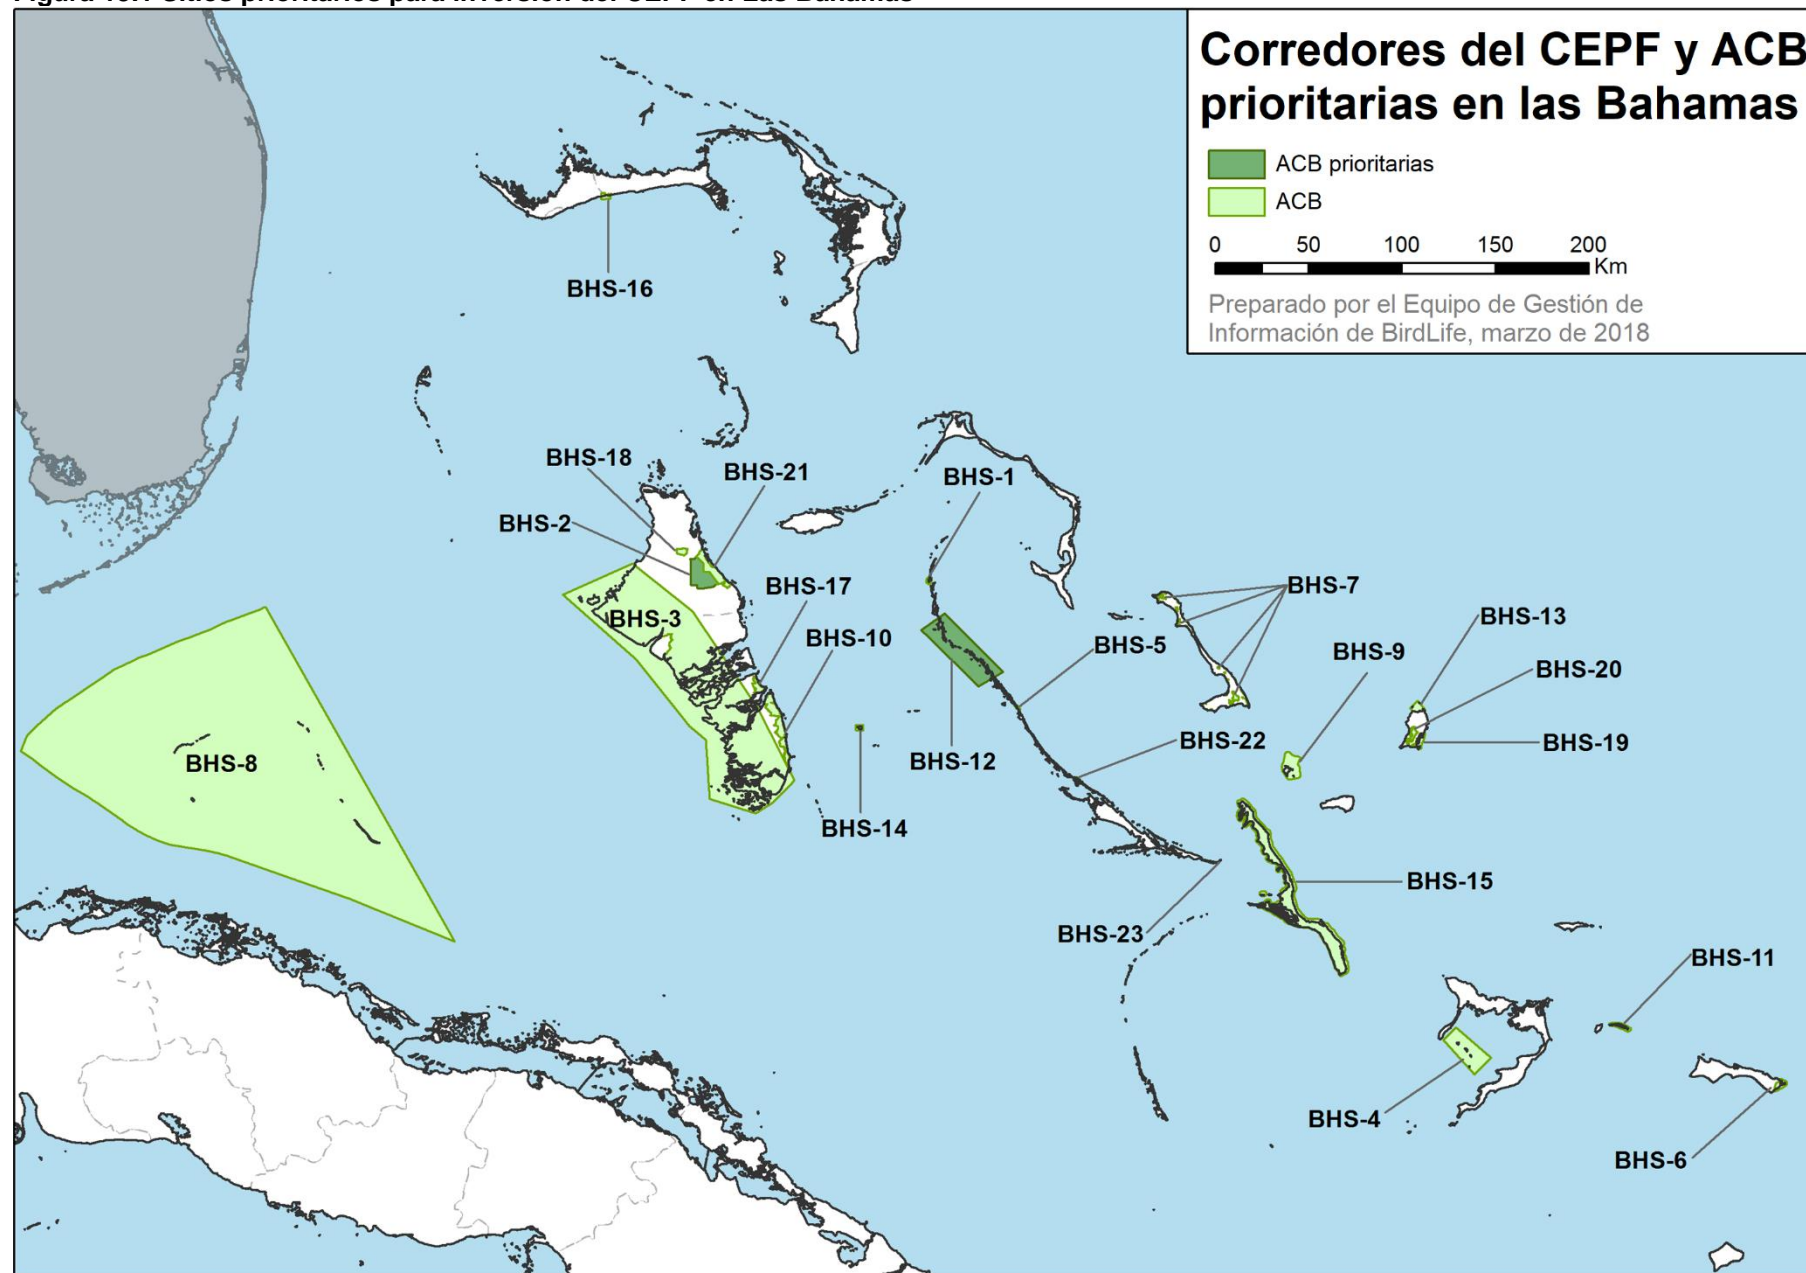 Corredores del CEPF y ACB
prioritarias en las Bahamas
ACB prioritarias
ACB
0 50 100 150 200
Km
Preparado por el Equipo de Gestión de
Información de BirdLife, marzo de 2018
BHS-16
BHS-18
BHS-21
BHS-1
BHS-2
BHS-17
BHS-7
BHS-3
BHS-13
BHS-10
BHS-5
BHS-9
BHS-20
BHS-22
BHS-19
BHS-8
BHS-12
BHS-14
BHS-15
BHS-23
BHS-11
BHS-4
BHS-6